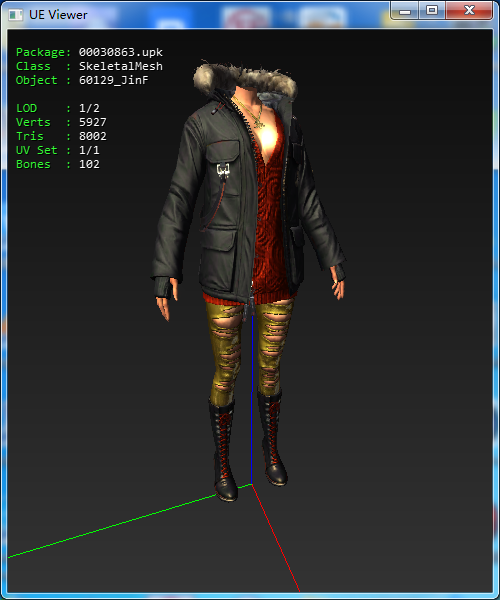 UE Viewer
Package: 00030863.upk
Class : SkeletalMesh
Object : 60129_JinF
LOD : 1/2
Verts : 5927
Tris : 8002
UV Set : 1/1
Bones : 102